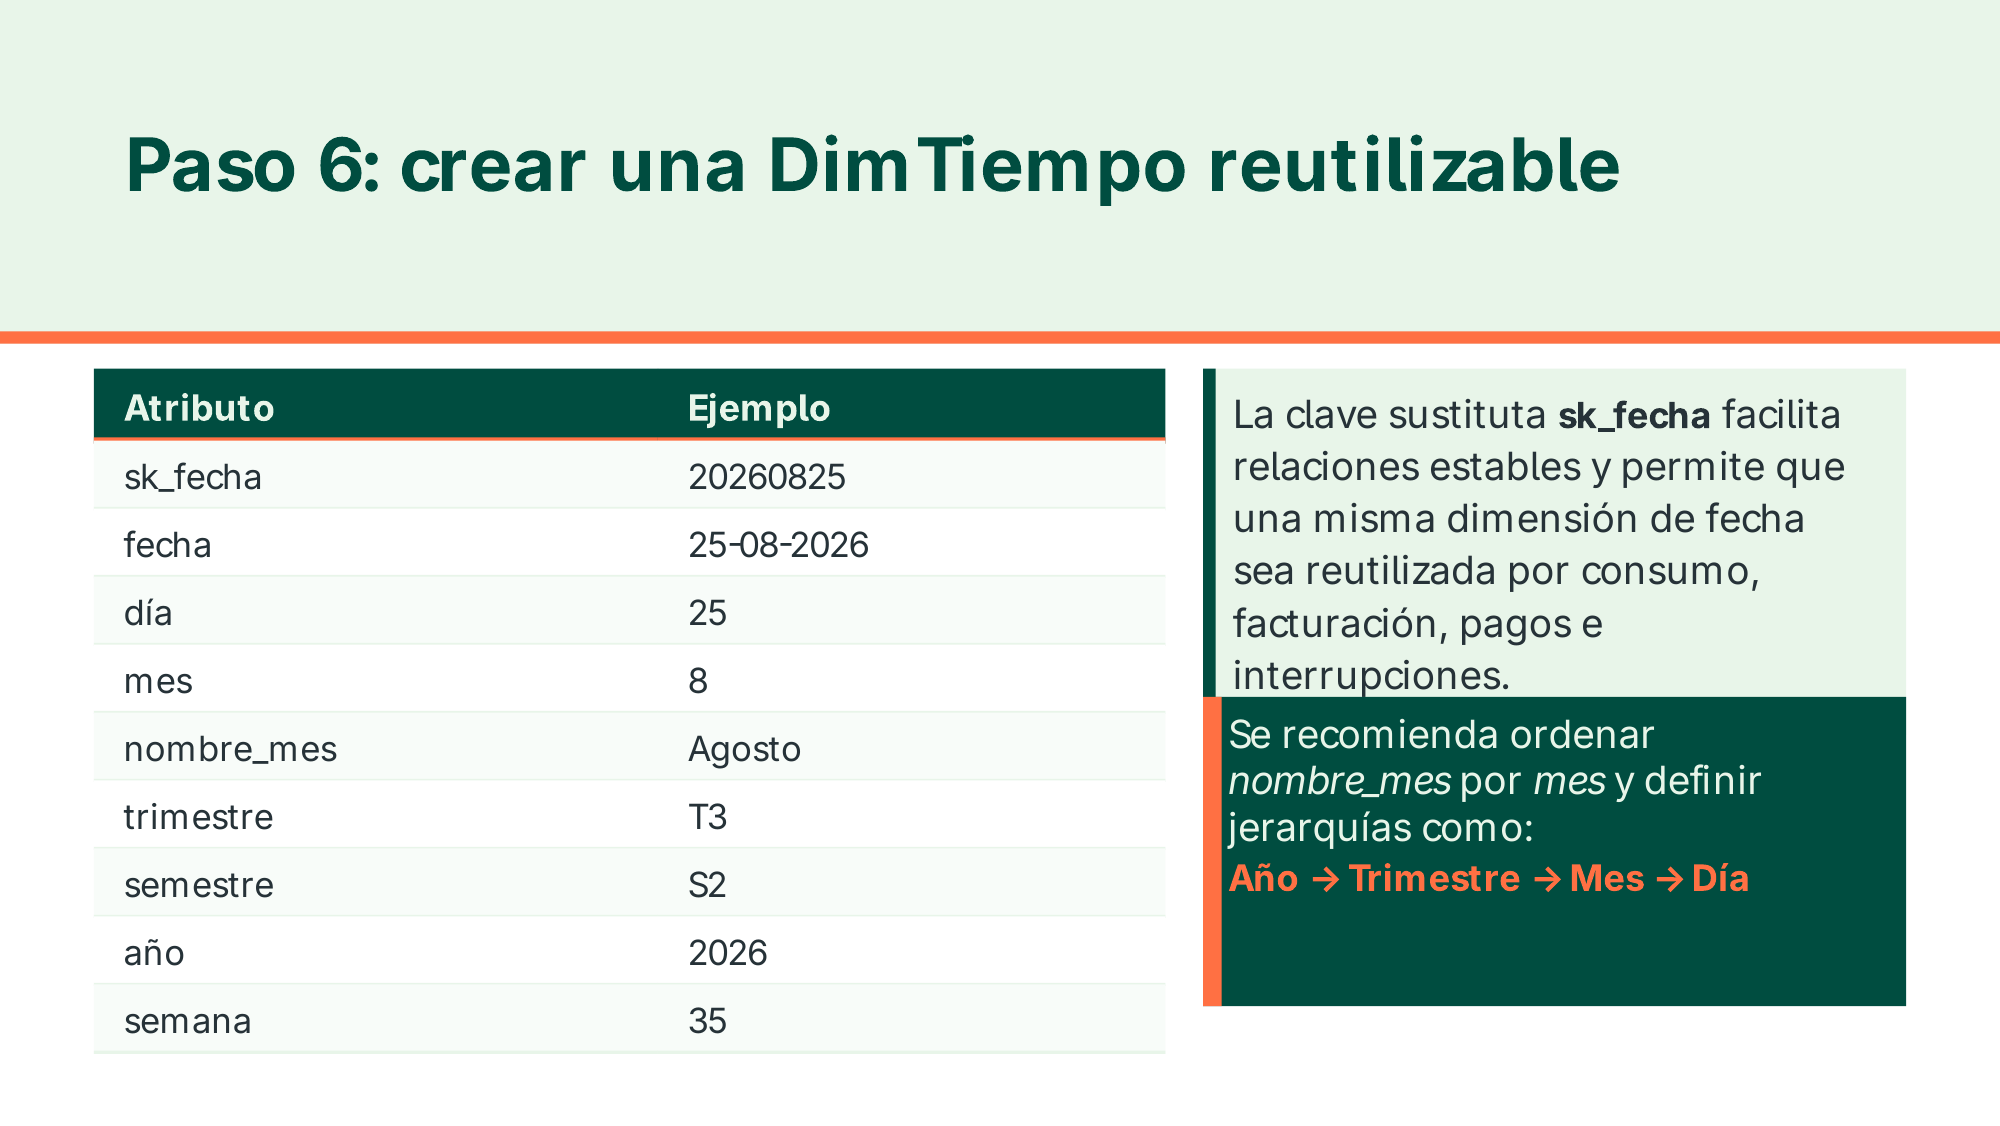 Paso 6: crear una DimTiempo reutilizable
Atributo Ejemplo
sk_fecha 20260825
fecha 25-08-2026
día 25
mes 8
nombre_mes Agosto
trimestre T3
semestre S2
año 2026
semana 35
La clave sustituta sk_fecha facilita
relaciones estables y permite que
una misma dimensión de fecha
sea reutilizada por consumo,
facturación, pagos e
interrupciones.
Se recomienda ordenar
nombre_mes por mes y definir
jerarquías como:
Año → Trimestre → Mes → Día